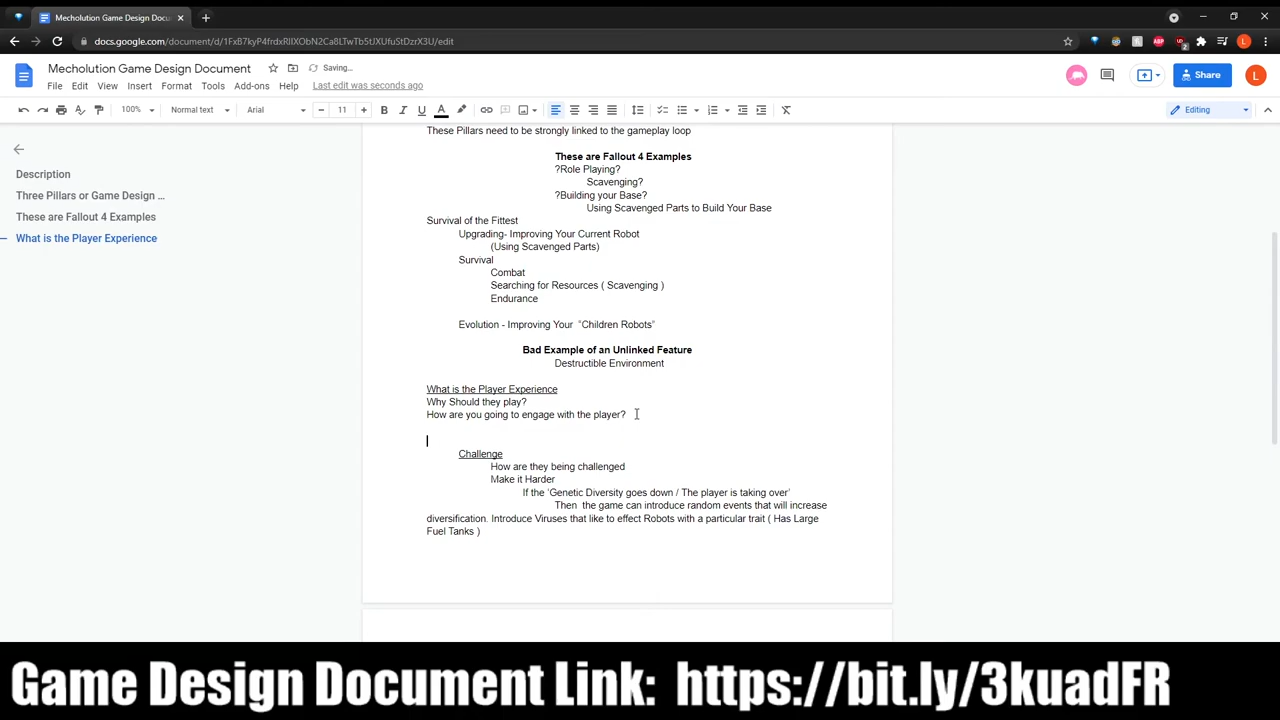 Mecholution Game Design Docu
docs.google.com/document/d/1FxB7kyP4frdxRIIXObN2Ca8LTwTb5tJXUfuStDzrX3U/edit
Mecholution Game Design Document
Saving...
File Edit View Insert Format Tools Add-ons Help Last edit was seconds ago
Share
L
100% Normal text Arial 11 B I U A Editing
Description
Three Pillars or Game Design ...
These are Fallout 4 Examples
What is the Player Experience
These Pillars need to be strongly linked to the gameplay loop
These are Fallout 4 Examples
?Role Playing?
Scavenging?
?Building your Base?
Using Scavenged Parts to Build Your Base
Survival of the Fittest
Upgrading- Improving Your Current Robot
(Using Scavenged Parts)
Survival
Combat
Searching for Resources ( Scavenging )
Endurance
Evolution - Improving Your "Children Robots"
Bad Example of an Unlinked Feature
Destructible Environment
What is the Player Experience
Why Should they play?
How are you going to engage with the player?
Challenge
How are they being challenged
Make it Harder
If the 'Genetic Diversity goes down / The player is taking over'
Then the game can introduce random events that will increase
diversification. Introduce Viruses that like to effect Robots with a particular trait ( Has Large
Fuel Tanks )
Game Design Document Link: https://bit.ly/3kuadFR